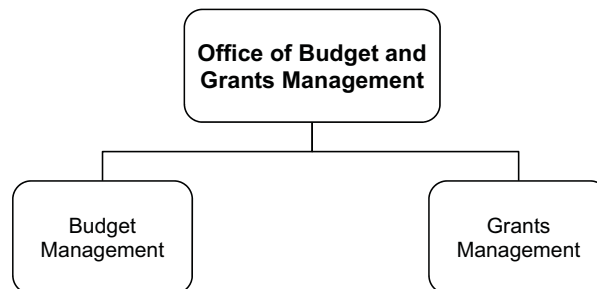 Office of Budget and
Grants Management
Budget
Management
Grants
Management